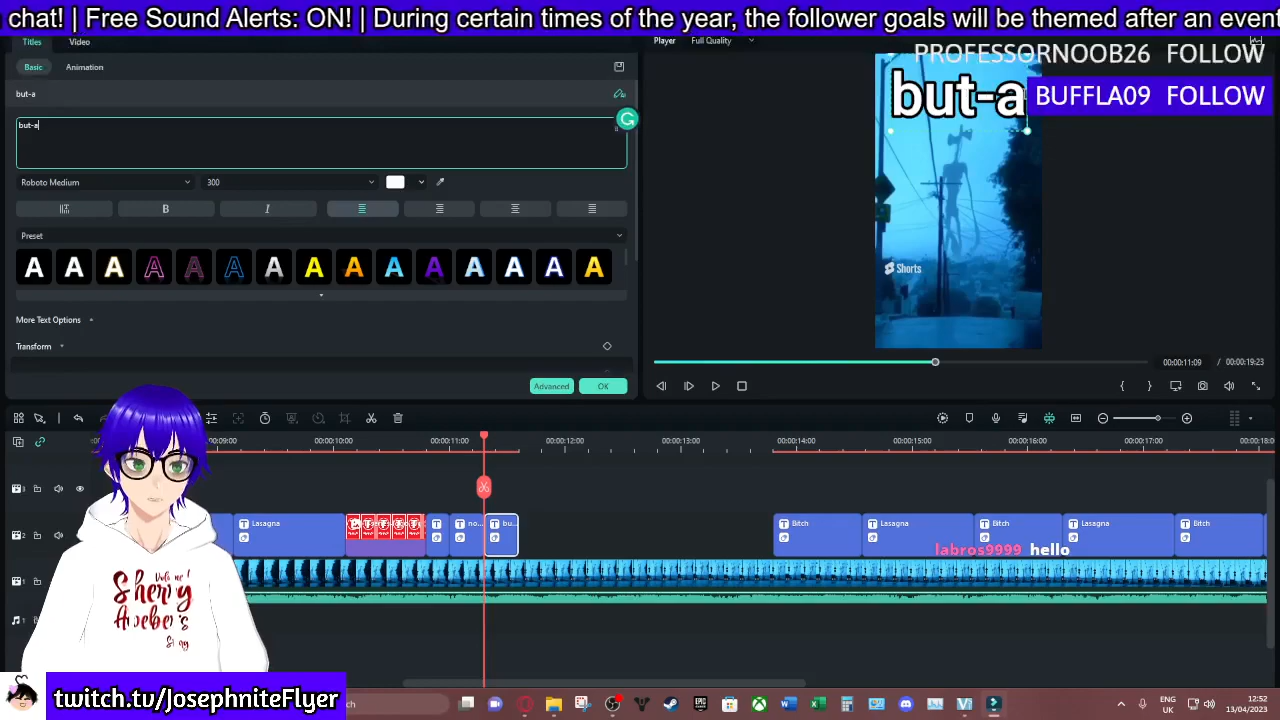 chat! | Free Sound Alerts: ON! | During certain times of the year, the follower goals will be themed after an event
Titles Video
Player Full Quality
PROFESSORNOOB26 FOLLOW
BUFFLA09 FOLLOW
Basic Animation
but-a
but-a
but-a
Roboto Medium 300
B I
Preset
A A A A A A A A A A A A A A A
Shorts
More Text Options
Transform
00:00:11:09 / 00:00:19:23
Advanced OK
00:00:10:00 00:00:11:00 00:00:12:00 00:00:13:00 00:00:14:00 00:00:15:00 00:00:16:00 00:00:17:00
Lasagna no... bu... Bitch Lasagna Bitch Lasagna Bitch
labros9999 hello
twitch.tv/JosephniteFlyer
ENG
UK
12:52
13/04/2023